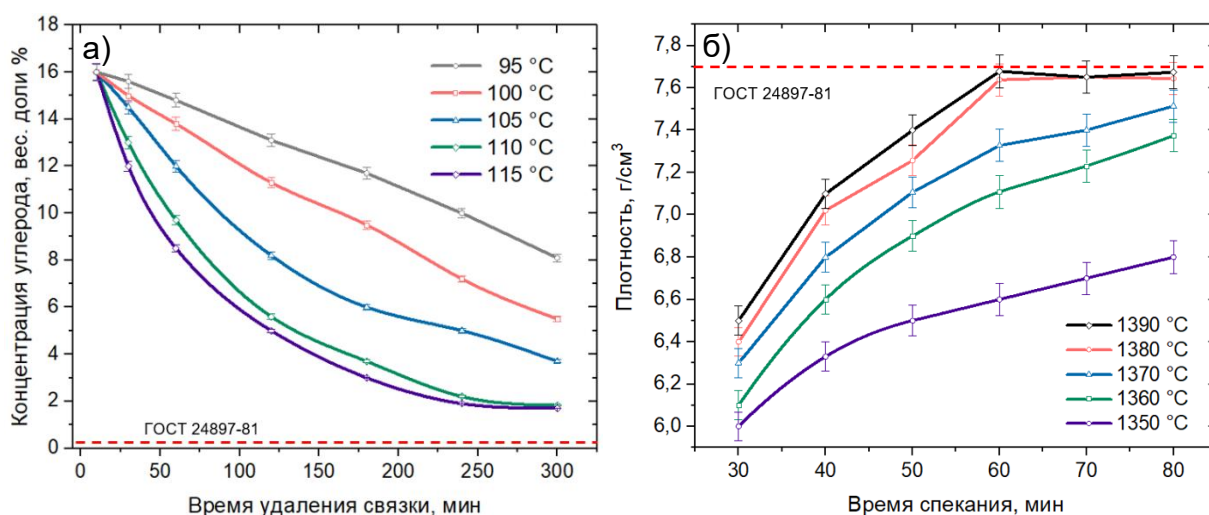 а)
Концентрация углерода, вес. доли %
18
16
14
12
10
8
6
4
2
0
95 °C
100 °C
105 °C
110 °C
115 °C
ГОСТ 24897-81
0 50 100 150 200 250 300
Время удаления связки, мин
б)
Плотность, г/см³
7,8
7,6
7,4
7,2
7,0
6,8
6,6
6,4
6,2
6,0
ГОСТ 24897-81
1390 °C
1380 °C
1370 °C
1360 °C
1350 °C
30 40 50 60 70 80
Время спекания, мин